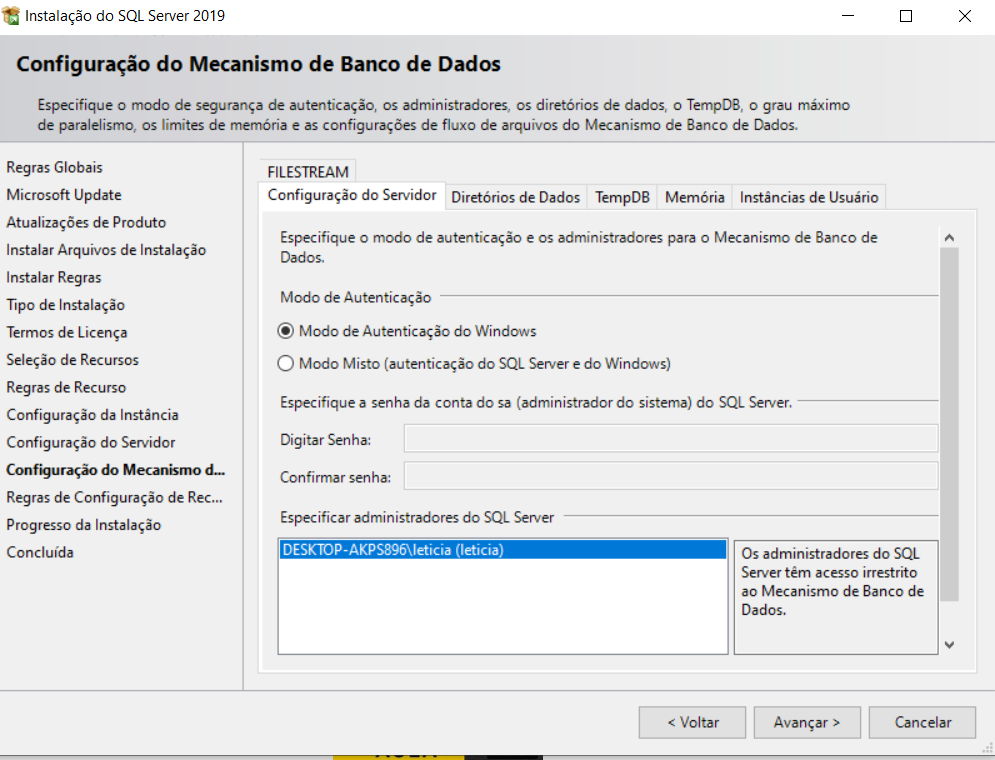 Instalação do SQL Server 2019
Configuração do Mecanismo de Banco de Dados
Especifique o modo de segurança de autenticação, os administradores, os diretórios de dados, o TempDB, o grau máximo
de paralelismo, os limites de memória e as configurações de fluxo de arquivos do Mecanismo de Banco de Dados.
Regras Globais
Microsoft Update
Atualizações de Produto
Instalar Arquivos de Instalação
Instalar Regras
Tipo de Instalação
Termos de Licença
Seleção de Recursos
Regras de Recurso
Configuração da Instância
Configuração do Servidor
Configuração do Mecanismo d...
Regras de Configuração de Rec...
Progresso da Instalação
Concluída
FILESTREAM
Configuração do Servidor Diretórios de Dados TempDB Memória Instâncias de Usuário
Especifique o modo de autenticação e os administradores para o Mecanismo de Banco de
Dados.
Modo de Autenticação
Modo de Autenticação do Windows
Modo Misto (autenticação do SQL Server e do Windows)
Especifique a senha da conta do sa (administrador do sistema) do SQL Server.
Digitar Senha:
Confirmar senha:
Especificar administradores do SQL Server
DESKTOP-AKPS896\leticia (leticia)
Os administradores do SQL
Server têm acesso irrestrito
ao Mecanismo de Banco de
Dados.
< Voltar
Avançar >
Cancelar